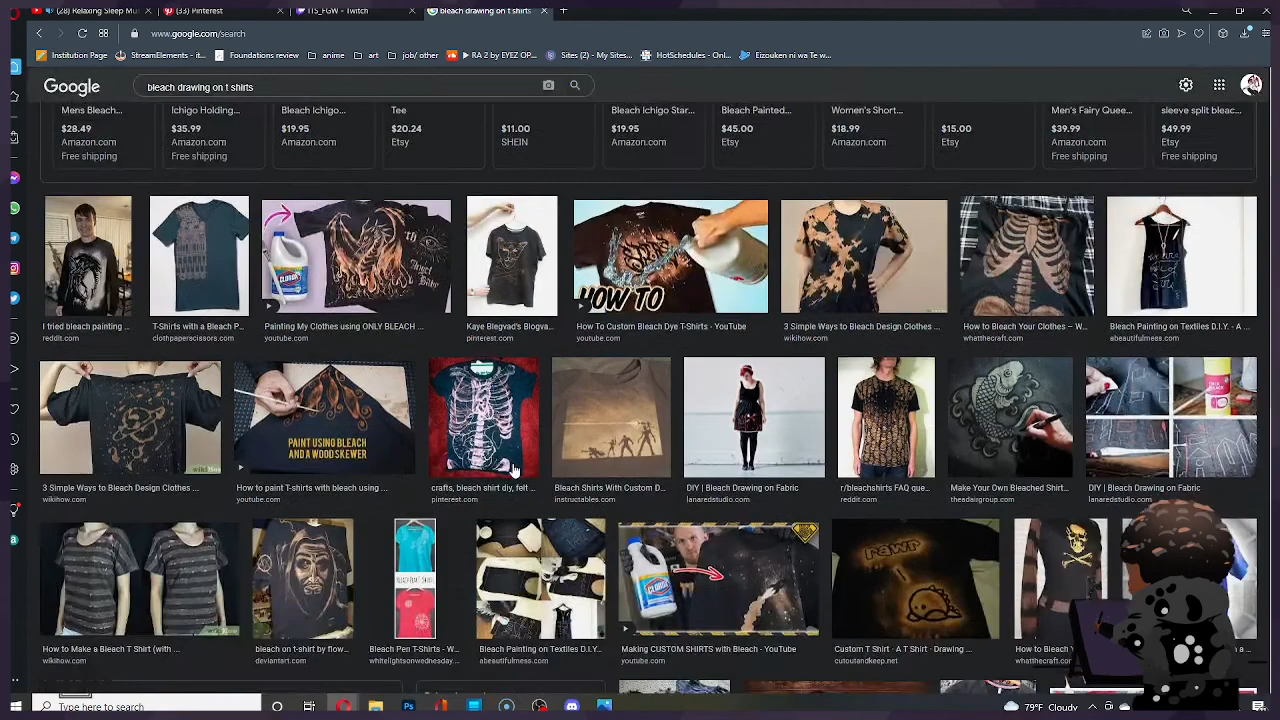 (2) Relaxing Sleep Mu
(33) Pinterest
ITS_FGW - Twitch
bleach drawing on t shirts
www.google.com/search
Institution Page
SteamElements - it...
Foundations review
anime
art
job/ other
RA 2 by EYEZ OP...
Sites (2) - My Sites...
HotSchedules - Onl...
Eizouken ni wa Te w...
Google
bleach drawing on t shirts
Mens Bleach...
Ichigo Holding...
Bleach Ichigo...
Tee
Bleach Ichigo Star...
Bleach Painted...
Women's Short...
Men's Fairy Quee...
sleeve split bleac...
$28.49
$35.99
$19.95
$20.24
$11.00
$19.95
$45.00
$18.99
$15.00
$39.99
$49.99
Amazon.com
Amazon.com
Amazon.com
Etsy
SHEIN
Amazon.com
Etsy
Amazon.com
Etsy
Amazon.com
Etsy
Free shipping
Free shipping
Free shipping
Free shipping
CLOROX
HOW TO
I tried bleach painting ...
T-Shirts with a Bleach P...
Painting My Clothes using ONLY BLEACH ...
Kaye Blegvad's Blogva...
How To Custom Bleach Dye T-Shirts - YouTube
3 Simple Ways to Bleach Design Clothes ...
How to Bleach Your Clothes – W...
Bleach Painting on Textiles D.I.Y. - A ...
reddit.com
clothpaperscissors.com
youtube.com
pinterest.com
youtube.com
wikihow.com
whatthecraft.com
abeautifulmess.com
PAINT USING BLEACH
AND A WOOD SKEWER
3 Simple Ways to Bleach Design Clothes ...
How to paint T-shirts with bleach using ...
crafts, bleach shirt diy, felt ...
Bleach Shirts With Custom D...
DIY | Bleach Drawing on Fabric
r/bleachshirts FAQ que...
Make Your Own Bleached Shirt...
DIY | Bleach Drawing on Fabric
wikihow.com
youtube.com
pinterest.com
instructables.com
lanaredstudio.com
reddit.com
theadairgroup.com
lanaredstudio.com
CLOROX
rawr
How to Make a Bleach T Shirt (with ...
bleach on t-shirt by flow...
Bleach Pen T-Shirts - W...
Bleach Painting on Textiles D.I.Y...
Making CUSTOM SHIRTS with Bleach - YouTube
Custom T - A T Shirt · Drawing ...
How to Bleach Y
wikihow.com
deviantart.com
whitelightsonwednesday...
abeautifulmess.com
youtube.com
cutoutandkeep.net
whatthecraft.com
Type here to search
79°F Cloudy